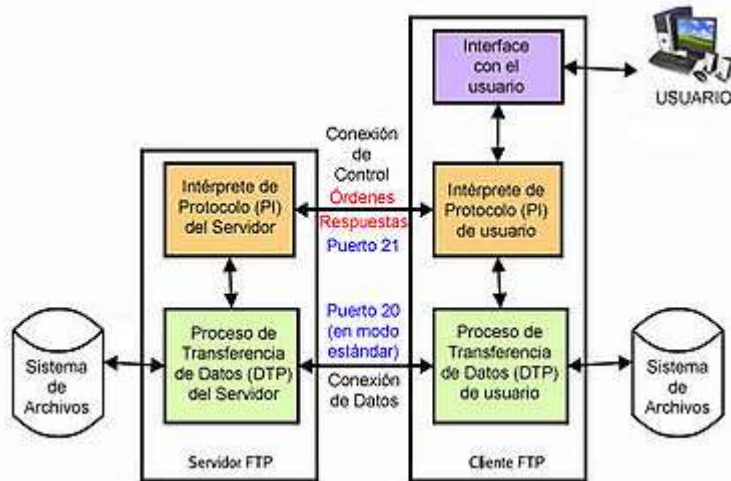 Interface
con el
usuario
USUARIO
Conexión
de
Control
Órdenes
Respuestas
Puerto 21
Intérprete de
Protocolo (PI)
del Servidor
Intérprete de
Protocolo (PI)
de usuario
Puerto 20
(en modo
estándar)
Conexión
de Datos
Sistema
de
Archivos
Proceso de
Transferencia
de Datos (DTP)
del Servidor
Proceso de
Transferencia
de Datos (DTP)
de usuario
Sistema
de
Archivos
Servidor FTP
Cliente FTP